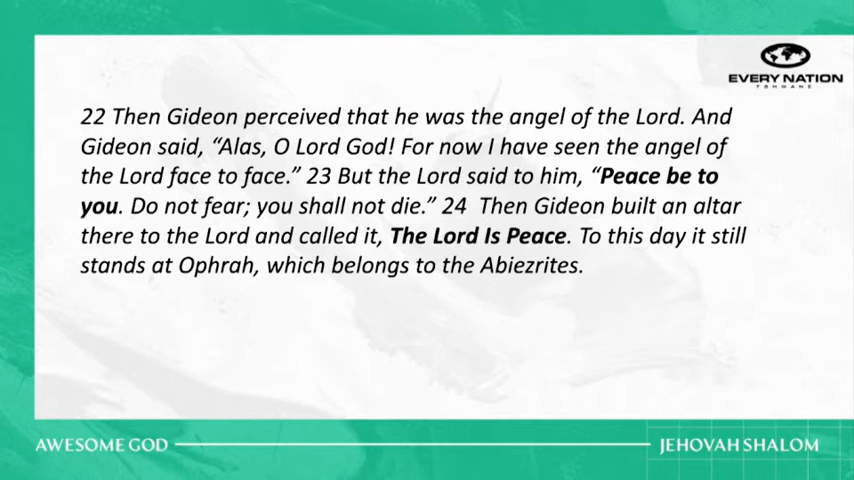 EVERY NATION
TSHWANE
22 Then Gideon perceived that he was the angel of the Lord. And
Gideon said, “Alas, O Lord God! For now I have seen the angel of
the Lord face to face.” 23 But the Lord said to him, “Peace be to
you. Do not fear; you shall not die.” 24  Then Gideon built an altar
there to the Lord and called it, The Lord Is Peace. To this day it still
stands at Ophrah, which belongs to the Abiezrites.
AWESOME GOD
JEHOVAH SHALOM